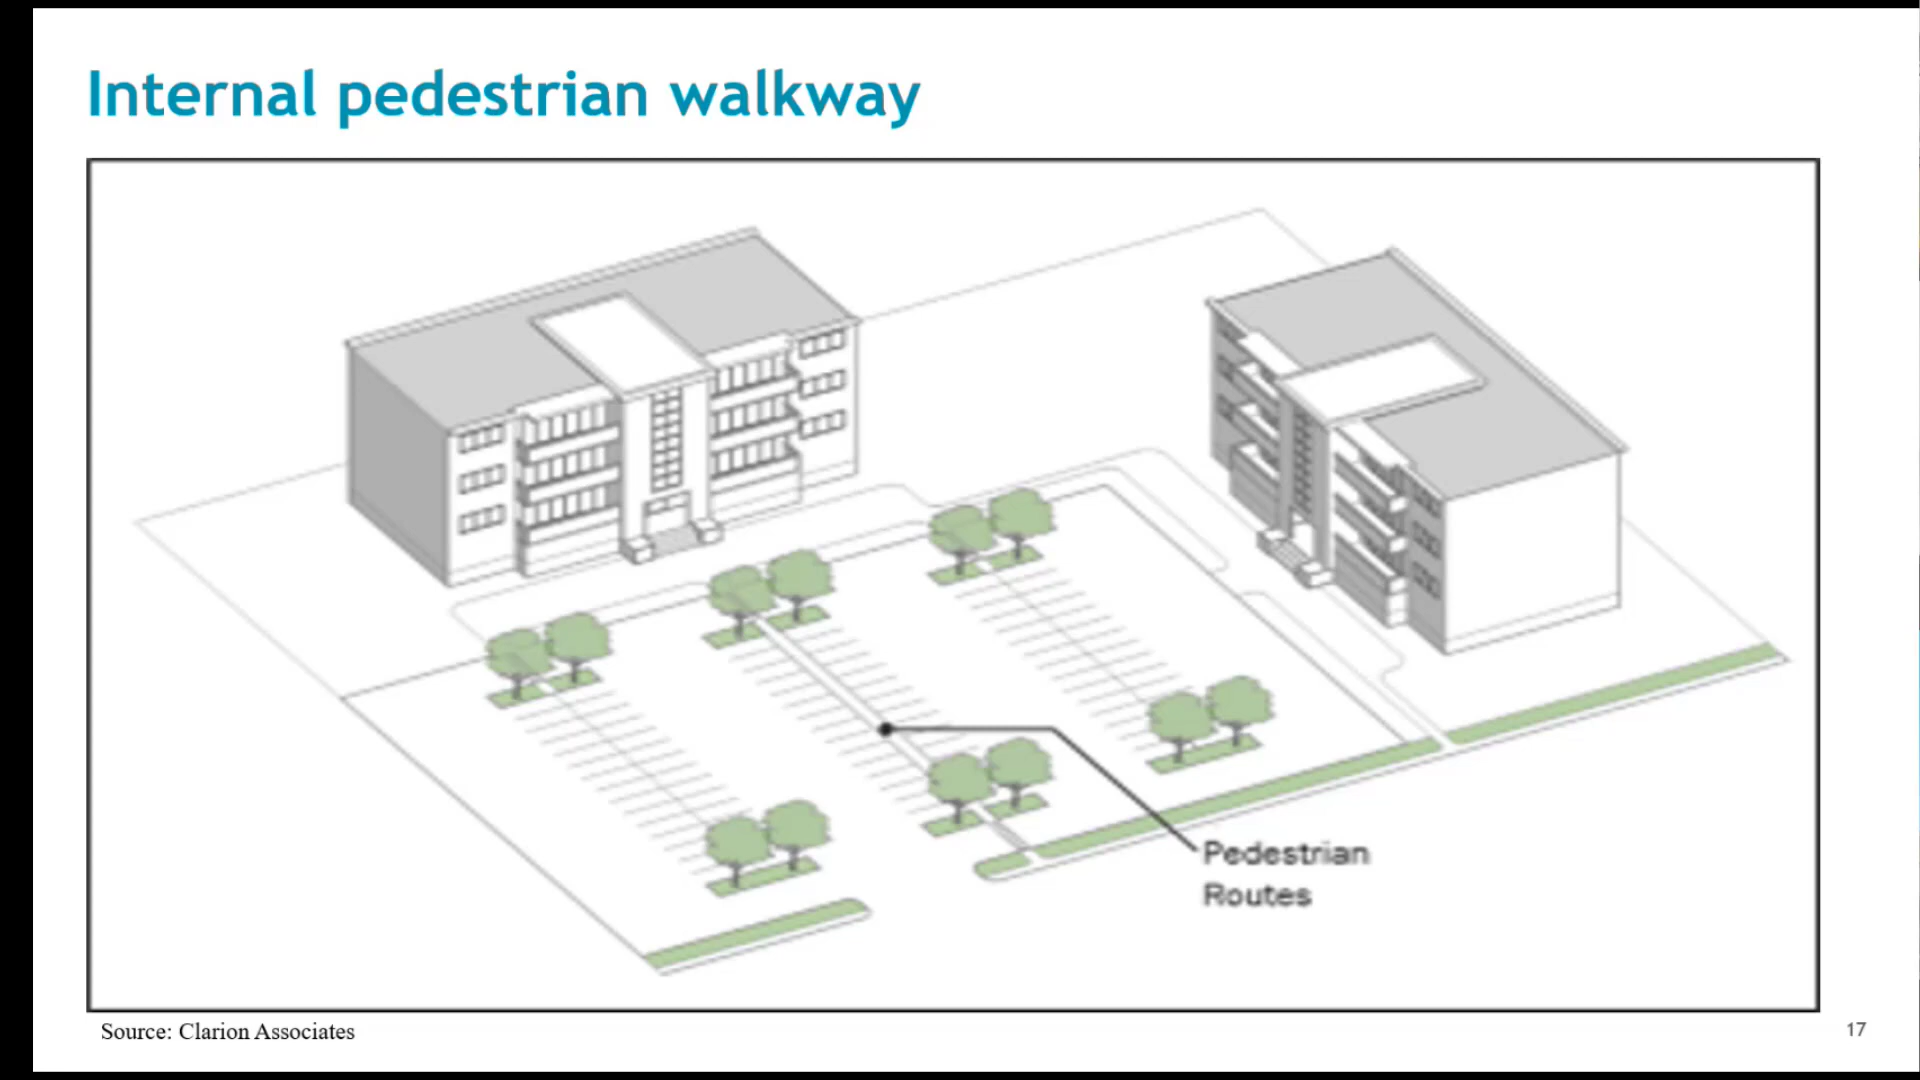 Internal pedestrian walkway
Pedestrian
Routes
Source: Clarion Associates
17